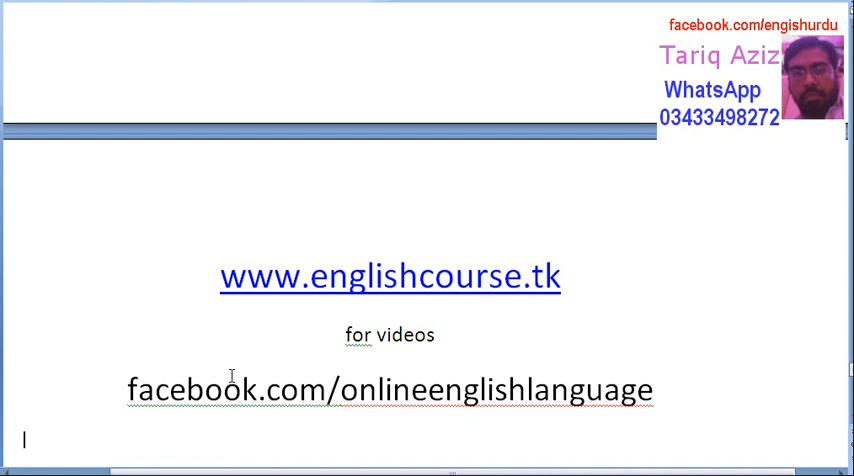 facebook.com/engishurdu
Tariq Aziz
WhatsApp
03433498272
www.englishcourse.tk
for videos
facebook.com/onlineenglishlanguage